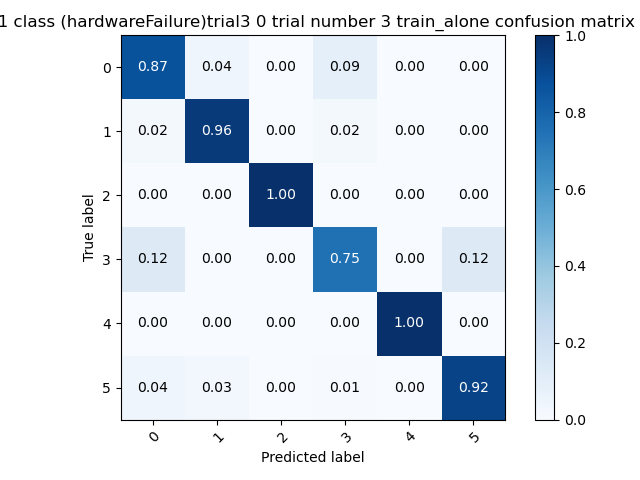 1 class (hardwareFailure)trial3 0 trial number 3 train_alone confusion matrix
True label
0 0.87 0.04 0.00 0.09 0.00 0.00
1 0.02 0.96 0.00 0.02 0.00 0.00
2 0.00 0.00 1.00 0.00 0.00 0.00
3 0.12 0.00 0.00 0.75 0.00 0.12
4 0.00 0.00 0.00 0.00 1.00 0.00
5 0.04 0.03 0.00 0.01 0.00 0.92
0 1 2 3 4 5
Predicted label
1.0
0.8
0.6
0.4
0.2
0.0